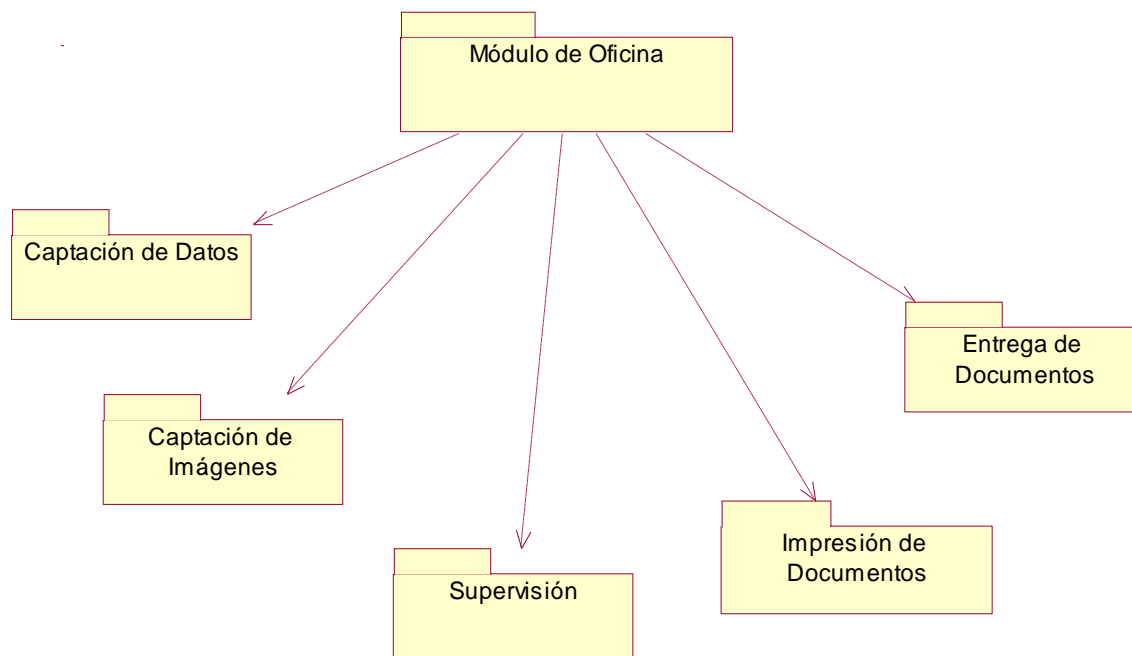 Módulo de Oficina
Captación de Datos
Entrega de
Documentos
Captación de
Imágenes
Impresión de
Documentos
Supervisión